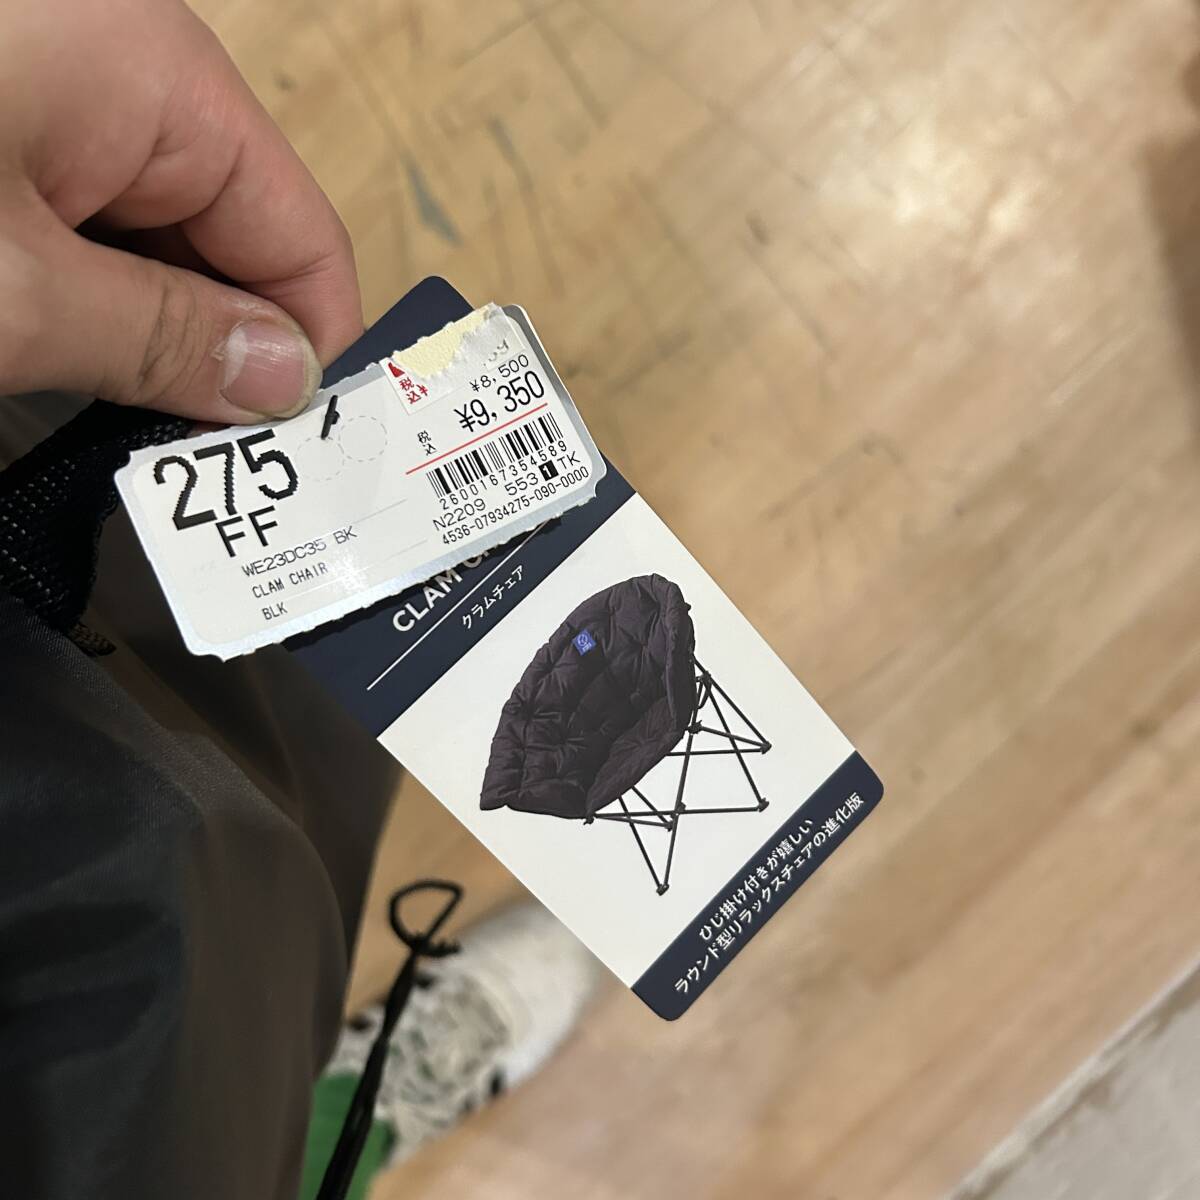 税
込¥
¥8,500
税
込
¥9,350
2600167354589
N2209 553 TK
4536-07934275-090-0000
275
FF
WE23DC35 BK
CLAM CHAIR
BLK
CLAM
クラムチェア
ひじ掛け付きが嬉しい
ラウンド型リラックスチェアの進化版